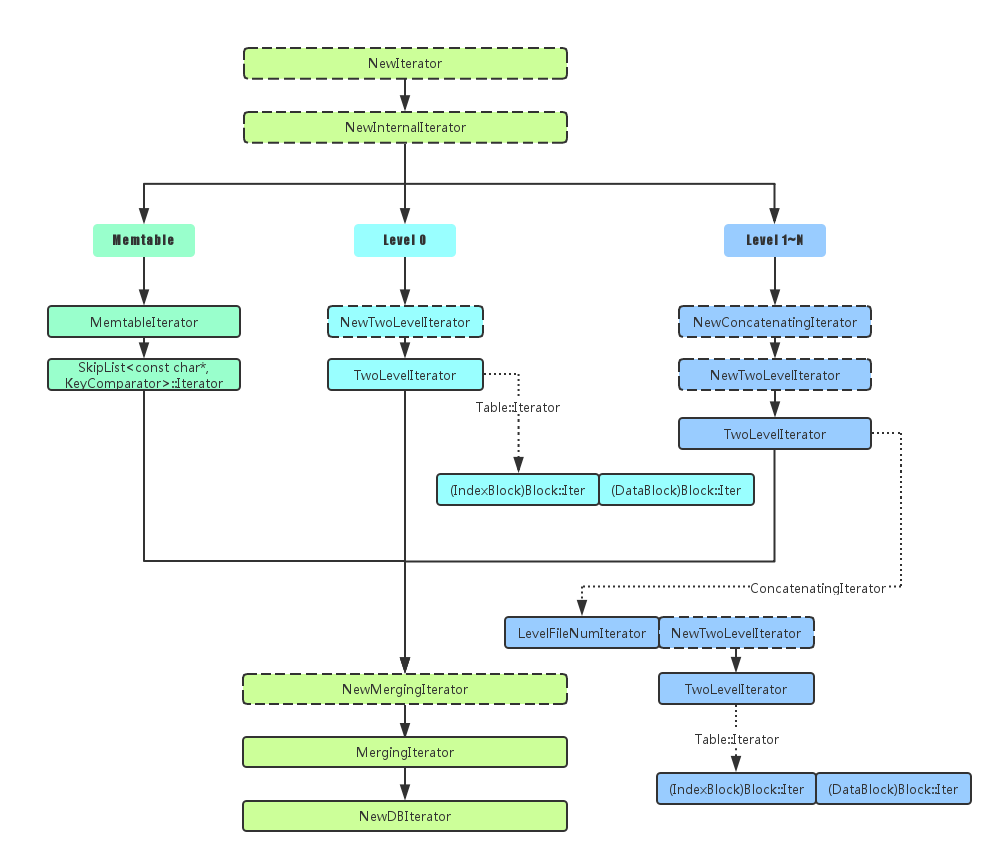 NewIterator
NewInternalIterator
Memtable
Level 0
Level 1~N
MemtableIterator
NewTwoLevelIterator
NewConcatenatingIterator
SkipList<const char*,
KeyComparator>::Iterator
TwoLevelIterator
NewTwoLevelIterator
Table::Iterator
TwoLevelIterator
(IndexBlock)Block::Iter
(DataBlock)Block::Iter
ConcatenatingIterator
LevelFileNumIterator
NewTwoLevelIterator
NewMergingIterator
TwoLevelIterator
Table::Iterator
MergingIterator
(IndexBlock)Block::Iter
(DataBlock)Block::Iter
NewDBIterator